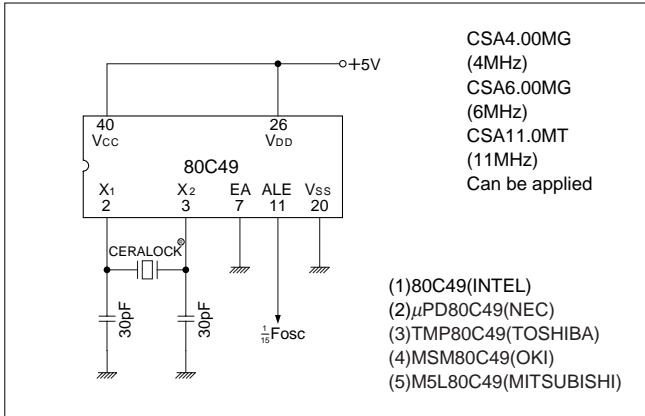 +5V
40
26
VCC
VDD
80C49
X1
X2
EA
ALE
VSS
2
3
7
11
20
CERALOCK®
30pF
30pF
1/15 Fosc
CSA4.00MG
(4MHz)
CSA6.00MG
(6MHz)
CSA11.0MT
(11MHz)
Can be applied
(1)80C49(INTEL)
(2)µPD80C49(NEC)
(3)TMP80C49(TOSHIBA)
(4)MSM80C49(OKI)
(5)M5L80C49(MITSUBISHI)